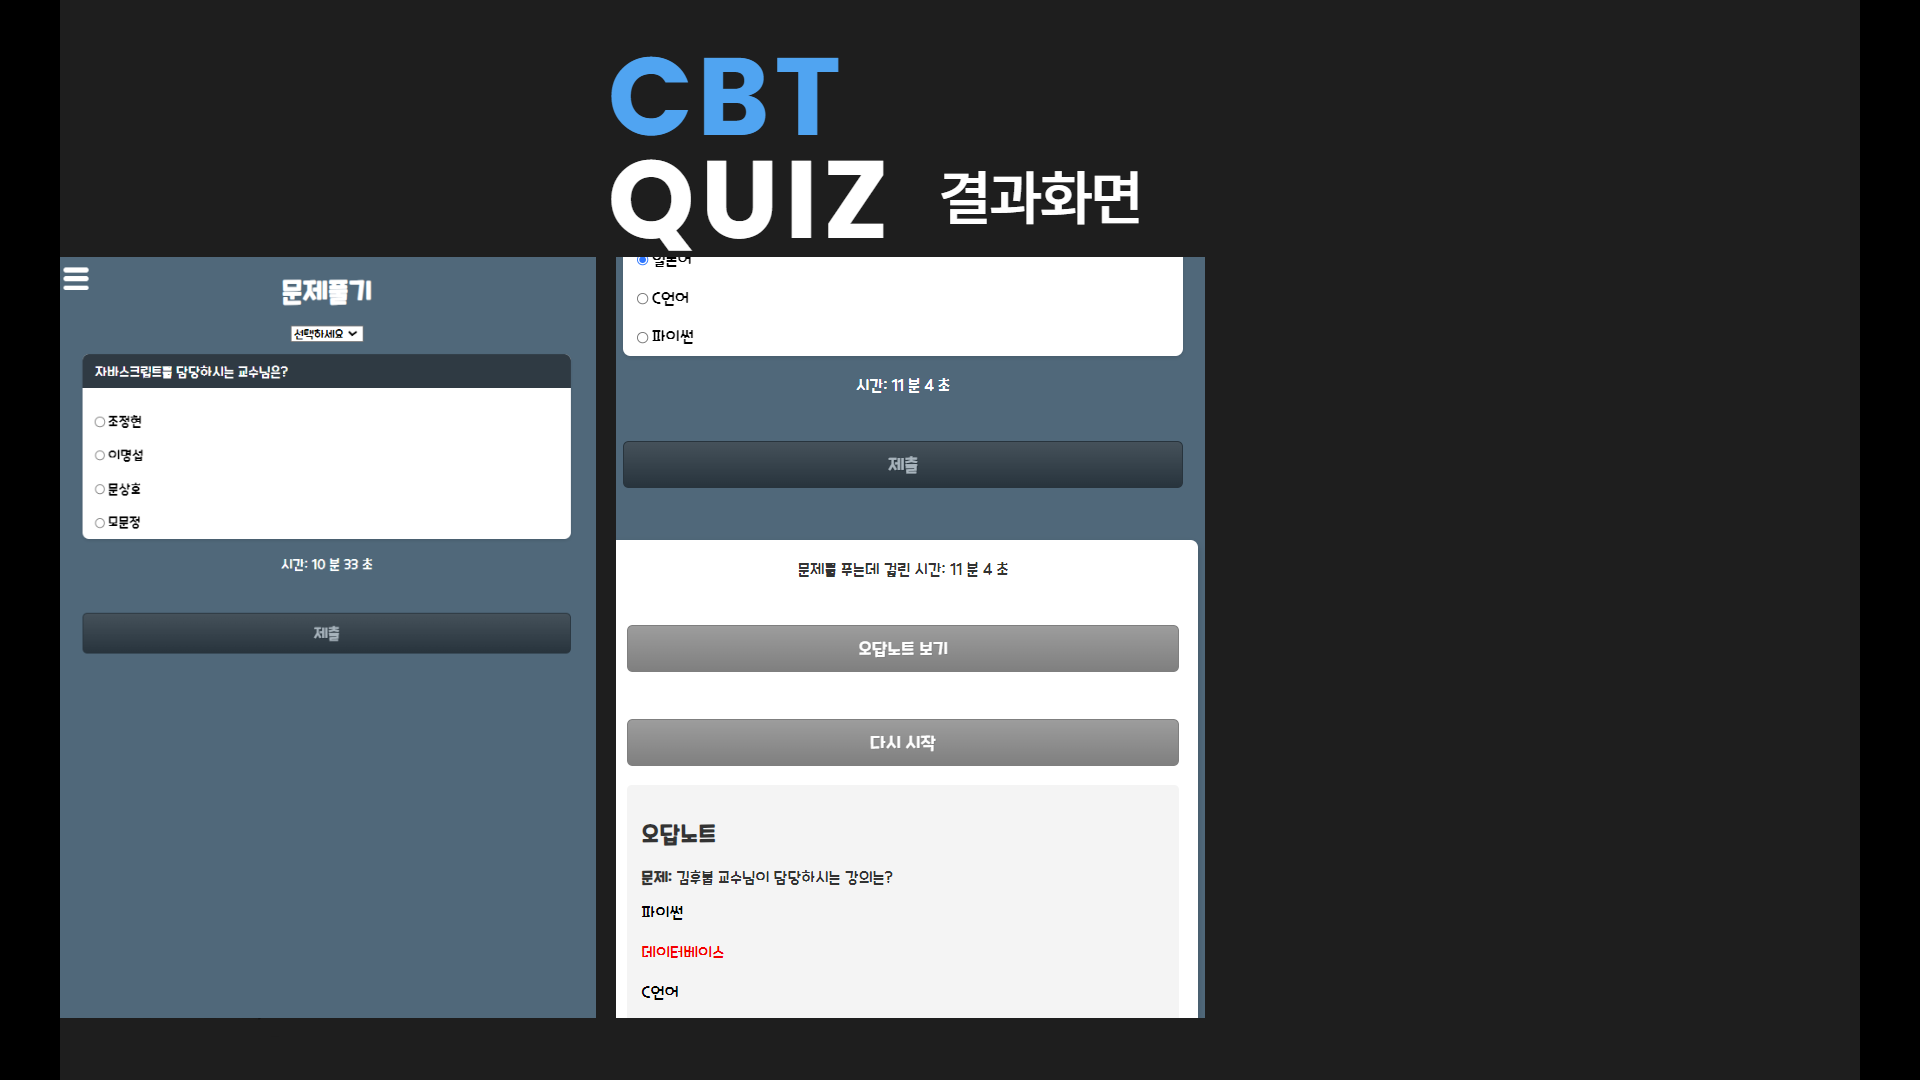 CBT
QUIZ 결과화면
문제풀기
선택하세요
자바스크립트를 담당하시는 교수님은?
조정현
이명섭
문상호
모문정
시간: 10 분 33 초
제출
일본어
C언어
파이썬
시간: 11 분 4 초
제출
문제를 푸는데 걸린 시간: 11 분 4 초
오답노트 보기
다시 시작
오답노트
문제: 김후불 교수님이 담당하시는 강의는?
파이썬
데이터베이스
C언어